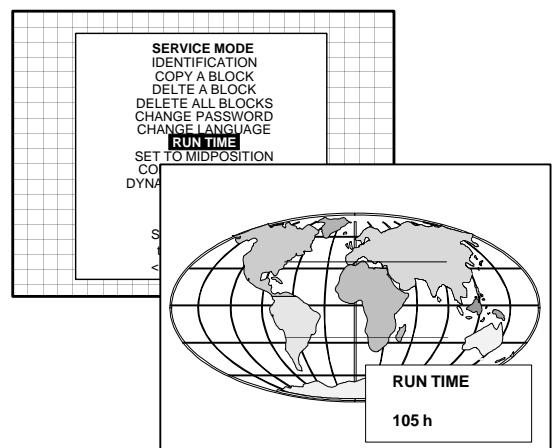 SERVICE MODE
IDENTIFICATION
COPY A BLOCK
DELTE A BLOCK
DELETE ALL BLOCKS
CHANGE PASSWORD
CHANGE LANGUAGE
RUN TIME
SET TO MIDPOSITION
RUN TIME
105 h